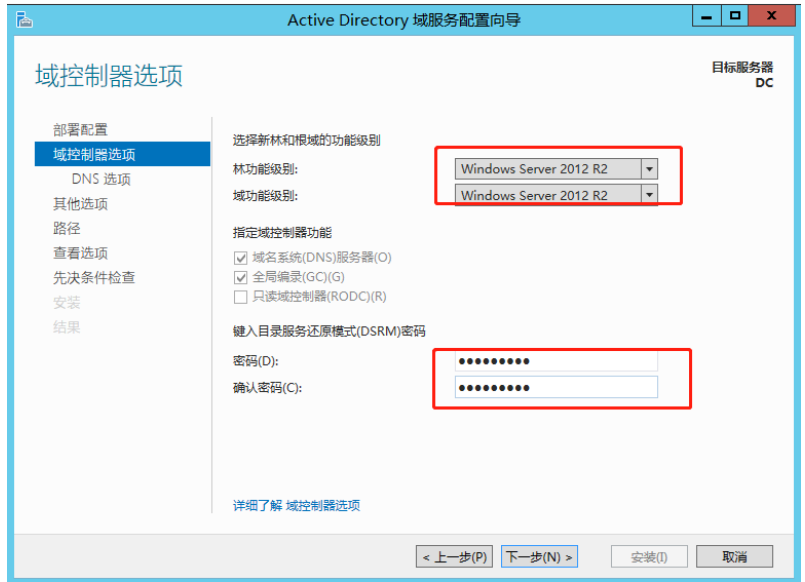 Active Directory 域服务配置向导
域控制器选项
目标服务器
DC
部署配置
域控制器选项
DNS 选项
其他选项
路径
查看选项
先决条件检查
安装
结果
选择新林和根域的功能级别
林功能级别: Windows Server 2012 R2
域功能级别: Windows Server 2012 R2
指定域控制器功能
域名系统(DNS)服务器(O)
全局编录(GC)(G)
只读域控制器(RODC)(R)
键入目录服务还原模式(DSRM)密码
密码(D): ●●●●●●●●●
确认密码(C): ●●●●●●●●●
详细了解 域控制器选项
< 上一步(P) 下一步(N) > 安装(I) 取消